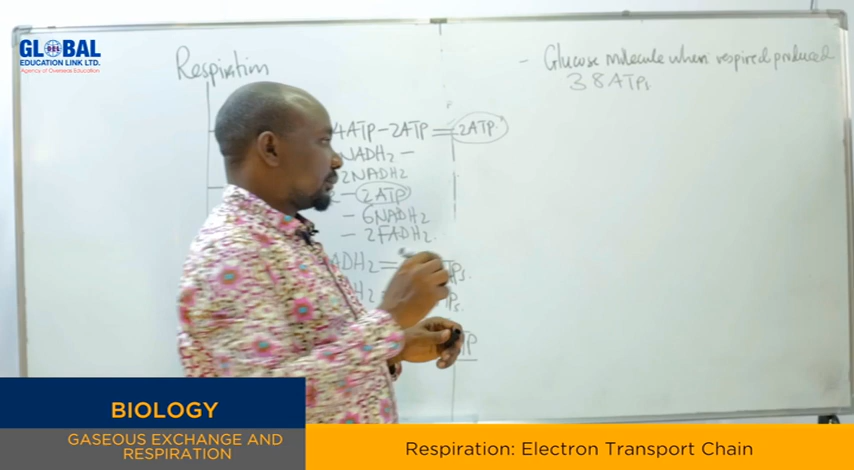 GLOBAL
EDUCATION LINK LTD.
Agency of Overseas Education
Respiration
- Glucose molecule when respired produced
38ATPs
4ATP - 2ATP = 2ATP
NADH2 -
2NADH2
- 2ATP
- 6NADH2
- 2FADH2
ADH2 =
BIOLOGY
GASEOUS EXCHANGE AND
RESPIRATION
Respiration: Electron Transport Chain